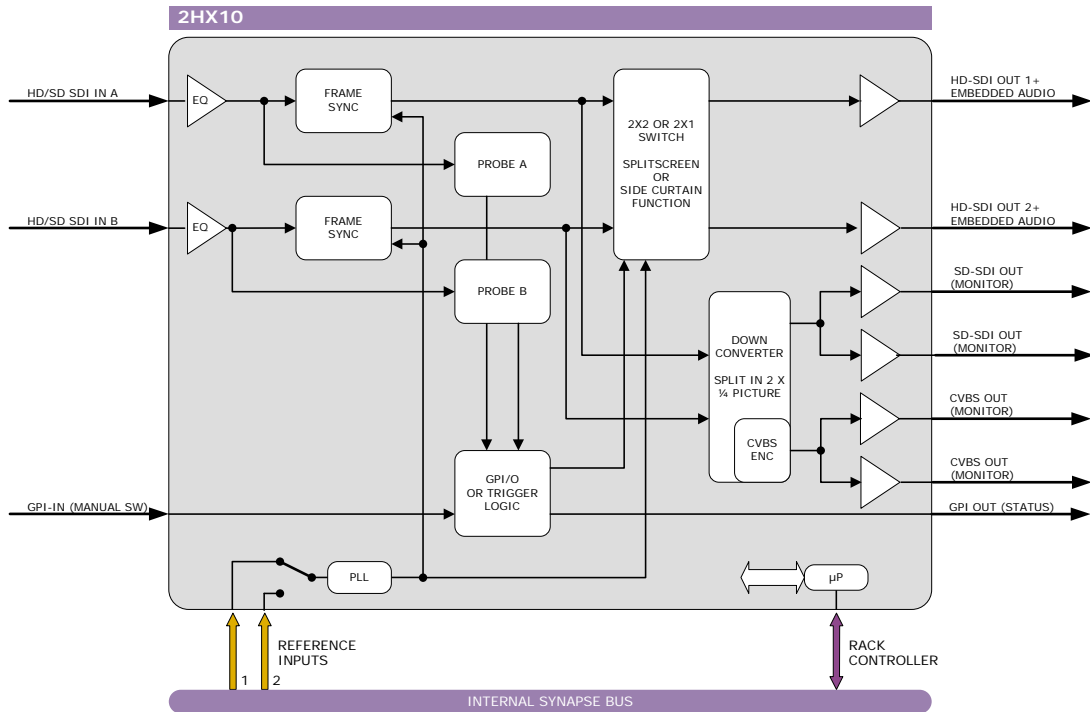 2HX10
HD/SD SDI IN A
EQ
FRAME
SYNC
2X2 OR 2X1
SWITCH
SPLITSCREEN
OR
SIDE CURTAIN
FUNCTION
HD-SDI OUT 1+
EMBEDDED AUDIO
PROBE A
HD/SD SDI IN B
EQ
FRAME
SYNC
HD-SDI OUT 2+
EMBEDDED AUDIO
PROBE B
SD-SDI OUT
(MONITOR)
DOWN
CONVERTER
SPLIT IN 2 X
¼ PICTURE
SD-SDI OUT
(MONITOR)
CVBS OUT
(MONITOR)
CVBS
ENC
CVBS OUT
(MONITOR)
GPI/O
OR TRIGGER
LOGIC
GPI-IN (MANUAL SW)
GPI OUT (STATUS)
PLL
µP
REFERENCE
INPUTS
1
2
RACK
CONTROLLER
INTERNAL SYNAPSE BUS